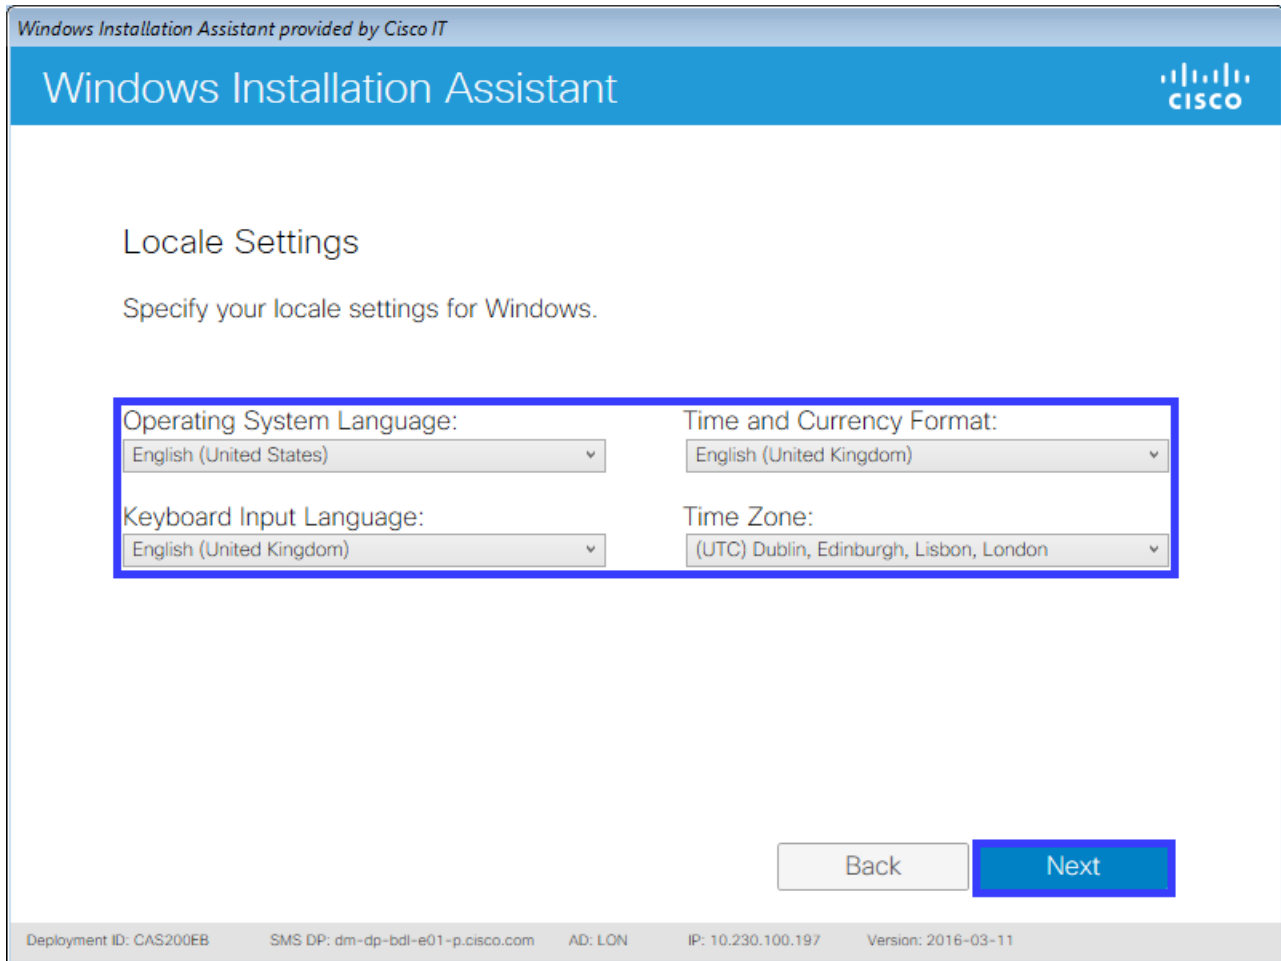 Windows Installation Assistant provided by Cisco IT
Windows Installation Assistant
CISCO
Locale Settings
Specify your locale settings for Windows.
Operating System Language:
English (United States)
Time and Currency Format:
English (United Kingdom)
Keyboard Input Language:
English (United Kingdom)
Time Zone:
(UTC) Dublin, Edinburgh, Lisbon, London
Back
Next
Deployment ID: CAS200EB SMS DP: dm-dp-bdl-e01-p.cisco.com AD: LON IP: 10.230.100.197 Version: 2016-03-11